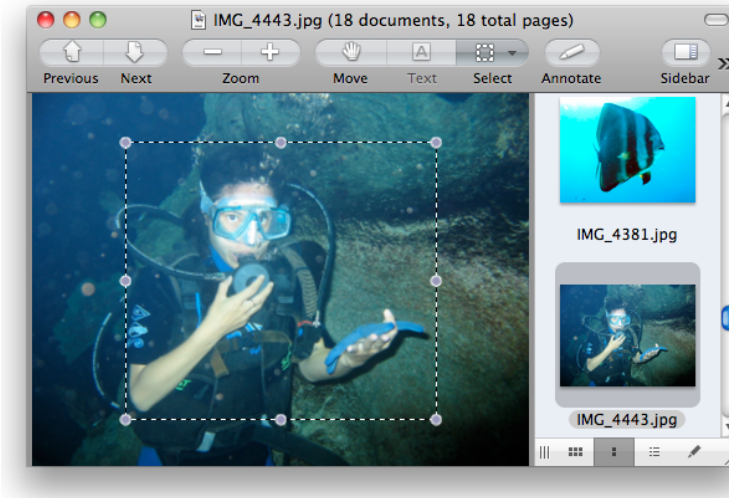 IMG_4443.jpg (18 documents, 18 total pages)
Previous Next Zoom Move A Text Select Annotate Sidebar
IMG_4381.jpg
IMG_4443.jpg